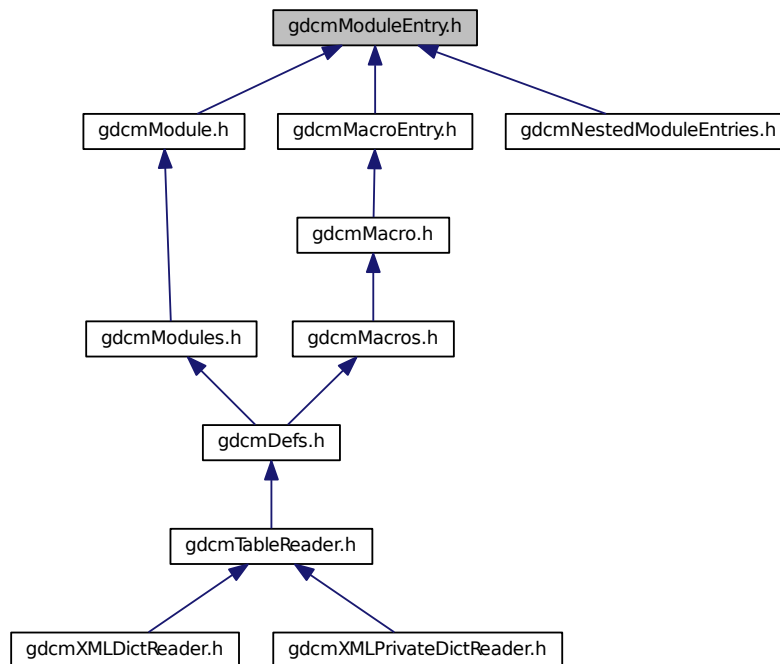 gdcmModuleEntry.h
gdcmModule.h
gdcmMacroEntry.h
gdcmNestedModuleEntries.h
gdcmMacro.h
gdcmModules.h
gdcmMacros.h
gdcmDefs.h
gdcmTableReader.h
gdcmXMLDictReader.h
gdcmXMLPrivateDictReader.h